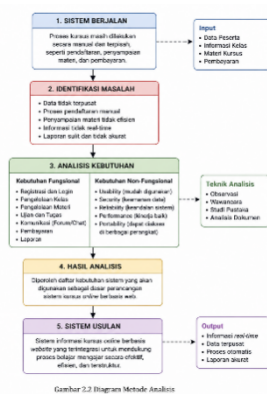 1. SISTEM BERJALAN
Proses kursus masih dilakukan
secara manual dan terpisah,
seperti pendaftaran, penyampaian
materi, dan pembayaran.
Input
• Data Peserta
• Informasi Kelas
• Materi Kursus
• Pembayaran
2. IDENTIFIKASI MASALAH
• Data tidak terpusat
• Proses pendaftaran manual
• Penyampaian materi tidak efisien
• Informasi tidak real-time
• Laporan sulit dan tidak akurat
3. ANALISIS KEBUTUHAN
Kebutuhan Fungsional
• Registrasi dan Login
• Pengelolaan Kelas
• Pengelolaan Materi
• Ujian dan Tugas
• Komunikasi (Forum/Chat)
• Pembayaran
• Laporan
Kebutuhan Non-Fungsional
• Usability (mudah digunakan)
• Security (keamanan data)
• Reliability (keandalan sistem)
• Performance (kinerja baik)
• Portability (dapat diakses
di berbagai perangkat)
Teknik Analisis
• Observasi
• Wawancara
• Studi Pustaka
• Analisis Dokumen
4. HASIL ANALISIS
Diperoleh daftar kebutuhan sistem yang akan
digunakan sebagai dasar perancangan
sistem kursus online berbasis web.
5. SISTEM USULAN
Sistem informasi kursus online berbasis
website yang terintegrasi untuk mendukung
proses belajar mengajar secara efektif,
efisien, dan terstruktur.
Output
• Informasi real-time
• Data terpusat
• Proses otomatis
• Laporan akurat
Gambar 2.2 Diagram Metode Analisis